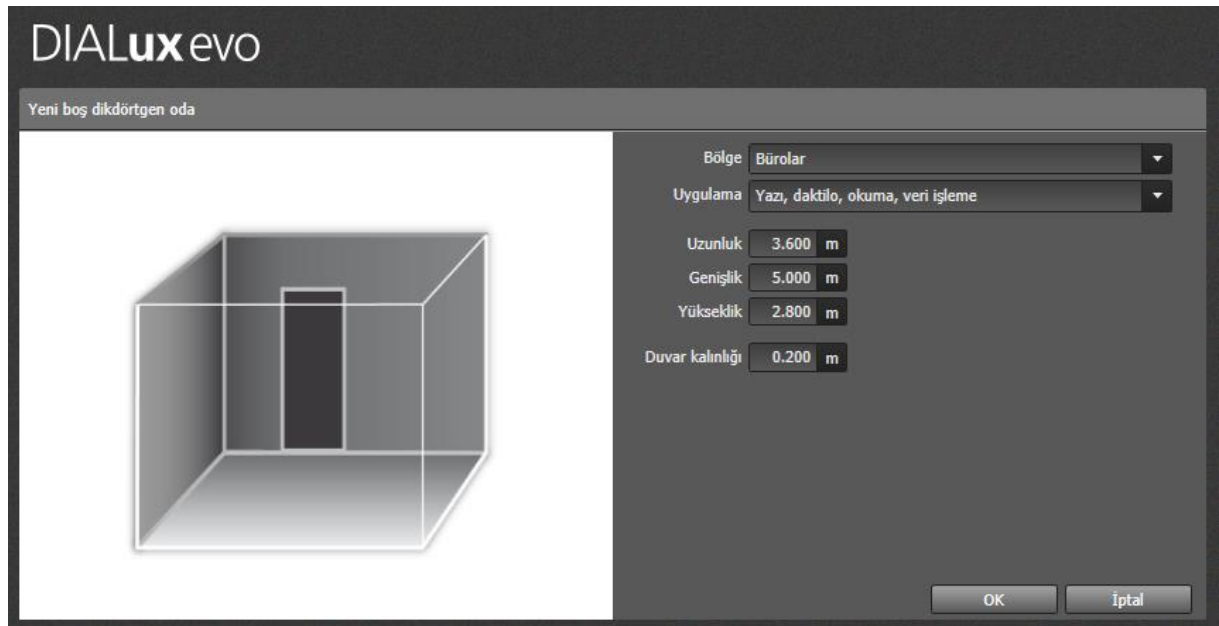 DIALux evo
Yeni boş dikdörtgen oda
Bölge Bürolar
Uygulama Yazı, daktilo, okuma, veri işleme
Uzunluk 3.600 m
Genişlik 5.000 m
Yükseklik 2.800 m
Duvar kalınlığı 0.200 m
OK İptal